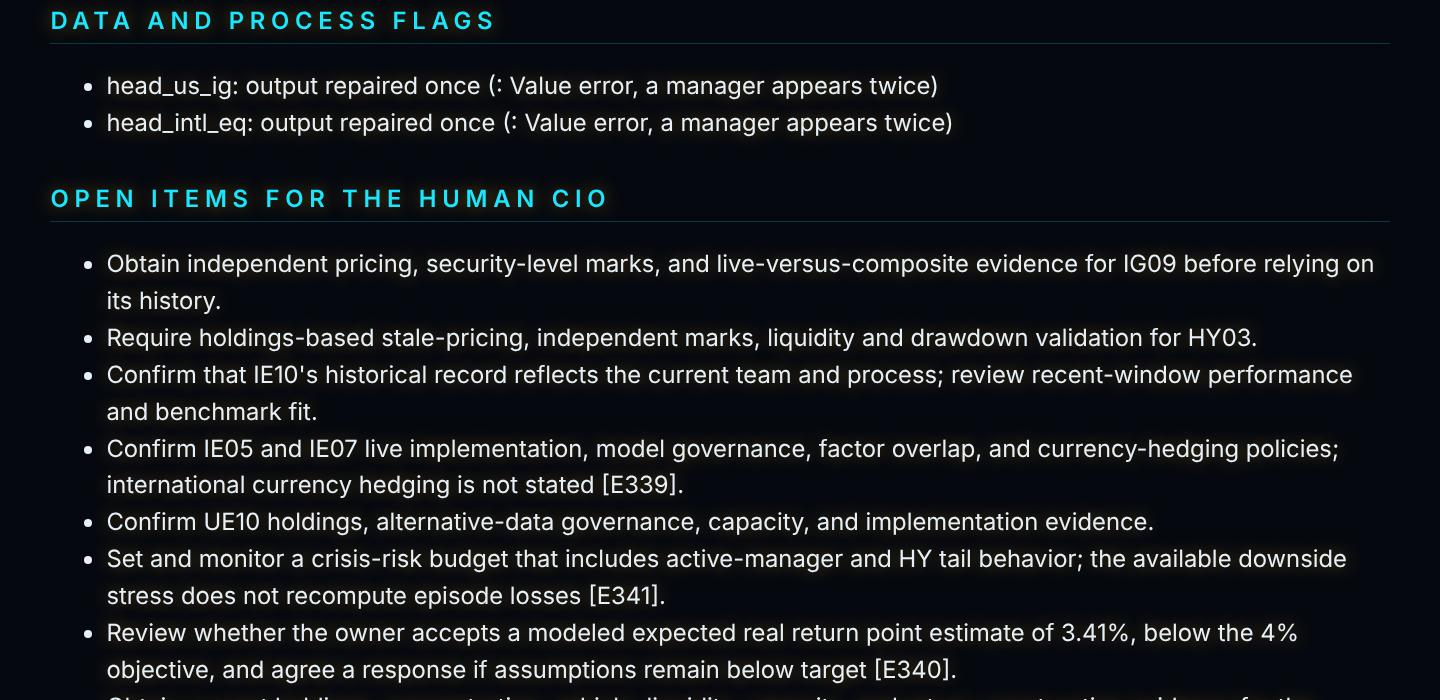 DATA AND PROCESS FLAGS
• head_us_ig: output repaired once (: Value error, a manager appears twice)
• head_intl_eq: output repaired once (: Value error, a manager appears twice)
OPEN ITEMS FOR THE HUMAN CIO
• Obtain independent pricing, security-level marks, and live-versus-composite evidence for IG09 before relying on
its history.
• Require holdings-based stale-pricing, independent marks, liquidity and drawdown validation for HY03.
• Confirm that IE10's historical record reflects the current team and process; review recent-window performance
and benchmark fit.
• Confirm IE05 and IE07 live implementation, model governance, factor overlap, and currency-hedging policies;
international currency hedging is not stated [E339].
• Confirm UE10 holdings, alternative-data governance, capacity, and implementation evidence.
• Set and monitor a crisis-risk budget that includes active-manager and HY tail behavior; the available downside
stress does not recompute episode losses [E341].
• Review whether the owner accepts a modeled expected real return point estimate of 3.41%, below the 4%
objective, and agree a response if assumptions remain below target [E340].